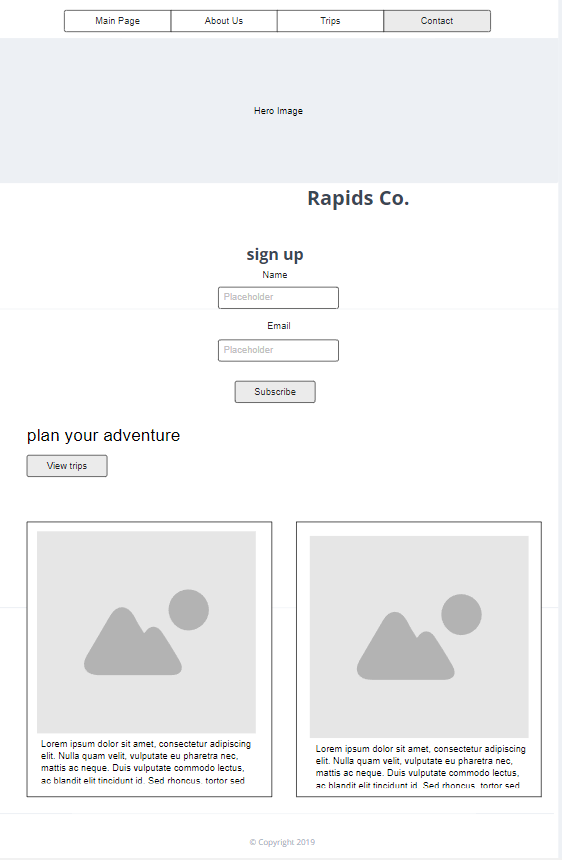 Main Page
About Us
Trips
Contact
Hero Image
Rapids Co.
sign up
Name
Placeholder
Email
Placeholder
Subscribe
plan your adventure
View trips
Lorem ipsum dolor sit amet, consectetur adipiscing
elit. Nulla quam velit, vulputate eu pharetra nec,
mattis ac neque. Duis vulputate commodo lectus,
ac blandit elit tincidunt id. Sed rhoncus, tortor sed
Lorem ipsum dolor sit amet, consectetur adipiscing
elit. Nulla quam velit, vulputate eu pharetra nec,
mattis ac neque. Duis vulputate commodo lectus,
ac blandit elit tincidunt id. Sed rhoncus, tortor sed
© Copyright 2019